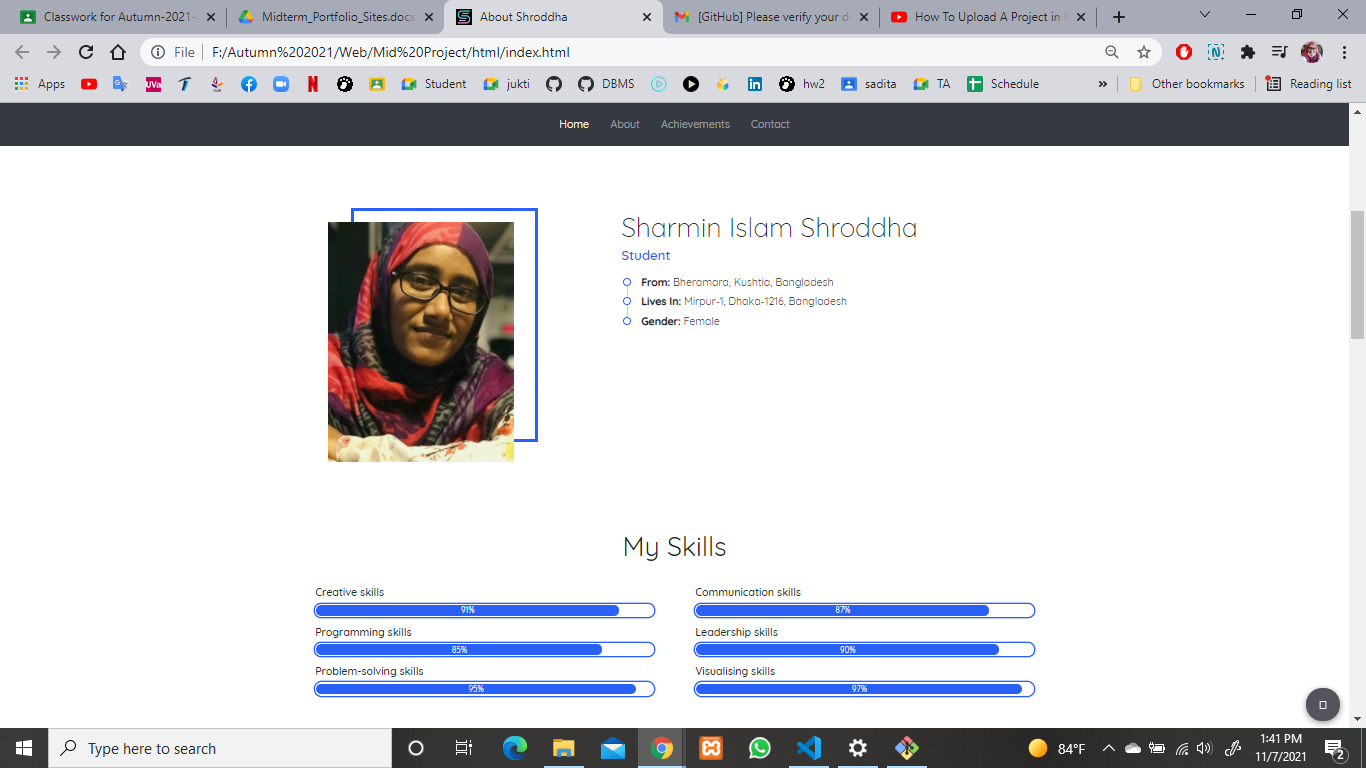 Classwork for Autumn-2021-
Midterm_Portfolio_Sites.docx
About Shroddha
[GitHub] Please verify your d
How To Upload A Project in
File
F:/Autumn%202021/Web/Mid%20Project/html/index.html
Apps
UVa
Student
jukti
DBMS
hw2
sadita
TA
Schedule
»
Other bookmarks
Reading list
Home About Achievements Contact
Sharmin Islam Shroddha
Student
From: Bheramara, Kushtia, Bangladesh
Lives In: Mirpur-1, Dhaka-1216, Bangladesh
Gender: Female
My Skills
Creative skills
91%
Communication skills
87%
Programming skills
85%
Leadership skills
90%
Problem-solving skills
95%
Visualising skills
97%
Type here to search
84°F
1:41 PM
11/7/2021
2